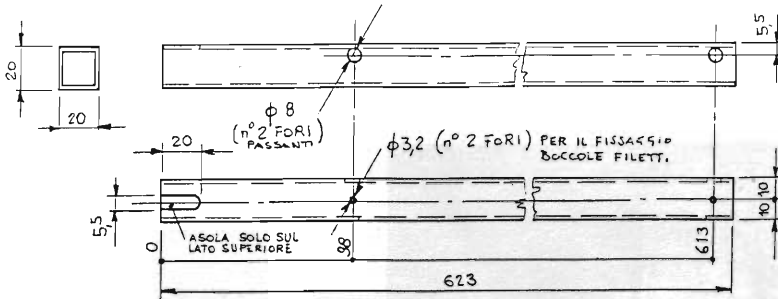 5,5
20
20
φ 8
(n° 2 FORI)
PASSANTI
20
φ3,2 (n° 2 FORI) PER IL FISSAGGIO
BOCCOLE FILETT.
5,5
ASOLA SOLO SUL
LATO SUPERIORE
0
98
613
10 10
623